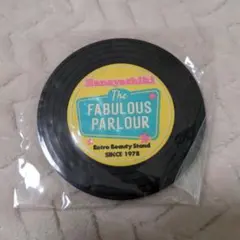 Hanayashiki
The
FABULOUS
PARLOUR
Retro Beauty Stand
SINCE 1978